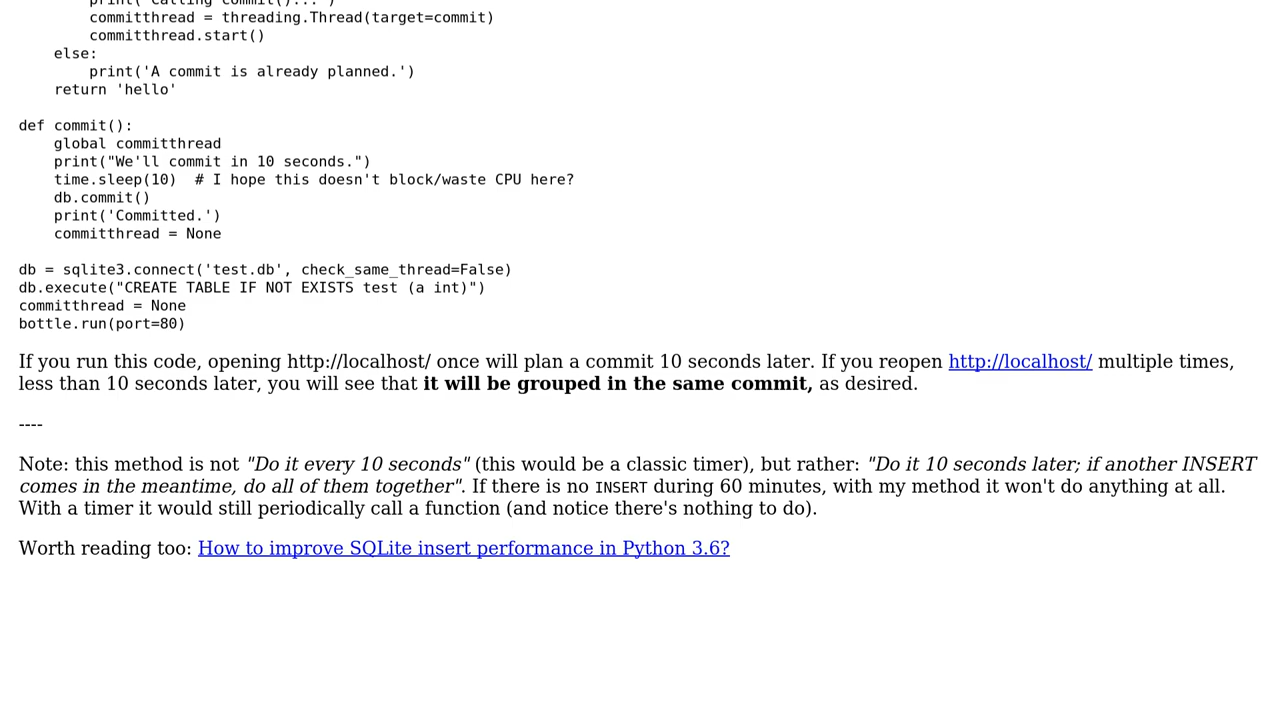 print("Calling commit()...")
        committhread = threading.Thread(target=commit)
        committhread.start()
    else:
        print('A commit is already planned.')
    return 'hello'

def commit():
    global committhread
    print("We'll commit in 10 seconds.")
    time.sleep(10)  # I hope this doesn't block/waste CPU here?
    db.commit()
    print('Committed.')
    committhread = None

db = sqlite3.connect('test.db', check_same_thread=False)
db.execute("CREATE TABLE IF NOT EXISTS test (a int)")
committhread = None
bottle.run(port=80)

If you run this code, opening http://localhost/ once will plan a commit 10 seconds later. If you reopen http://localhost/ multiple times,
less than 10 seconds later, you will see that it will be grouped in the same commit, as desired.

----

Note: this method is not "Do it every 10 seconds" (this would be a classic timer), but rather: "Do it 10 seconds later; if another INSERT
comes in the meantime, do all of them together". If there is no INSERT during 60 minutes, with my method it won't do anything at all.
With a timer it would still periodically call a function (and notice there's nothing to do).

Worth reading too: How to improve SQLite insert performance in Python 3.6?